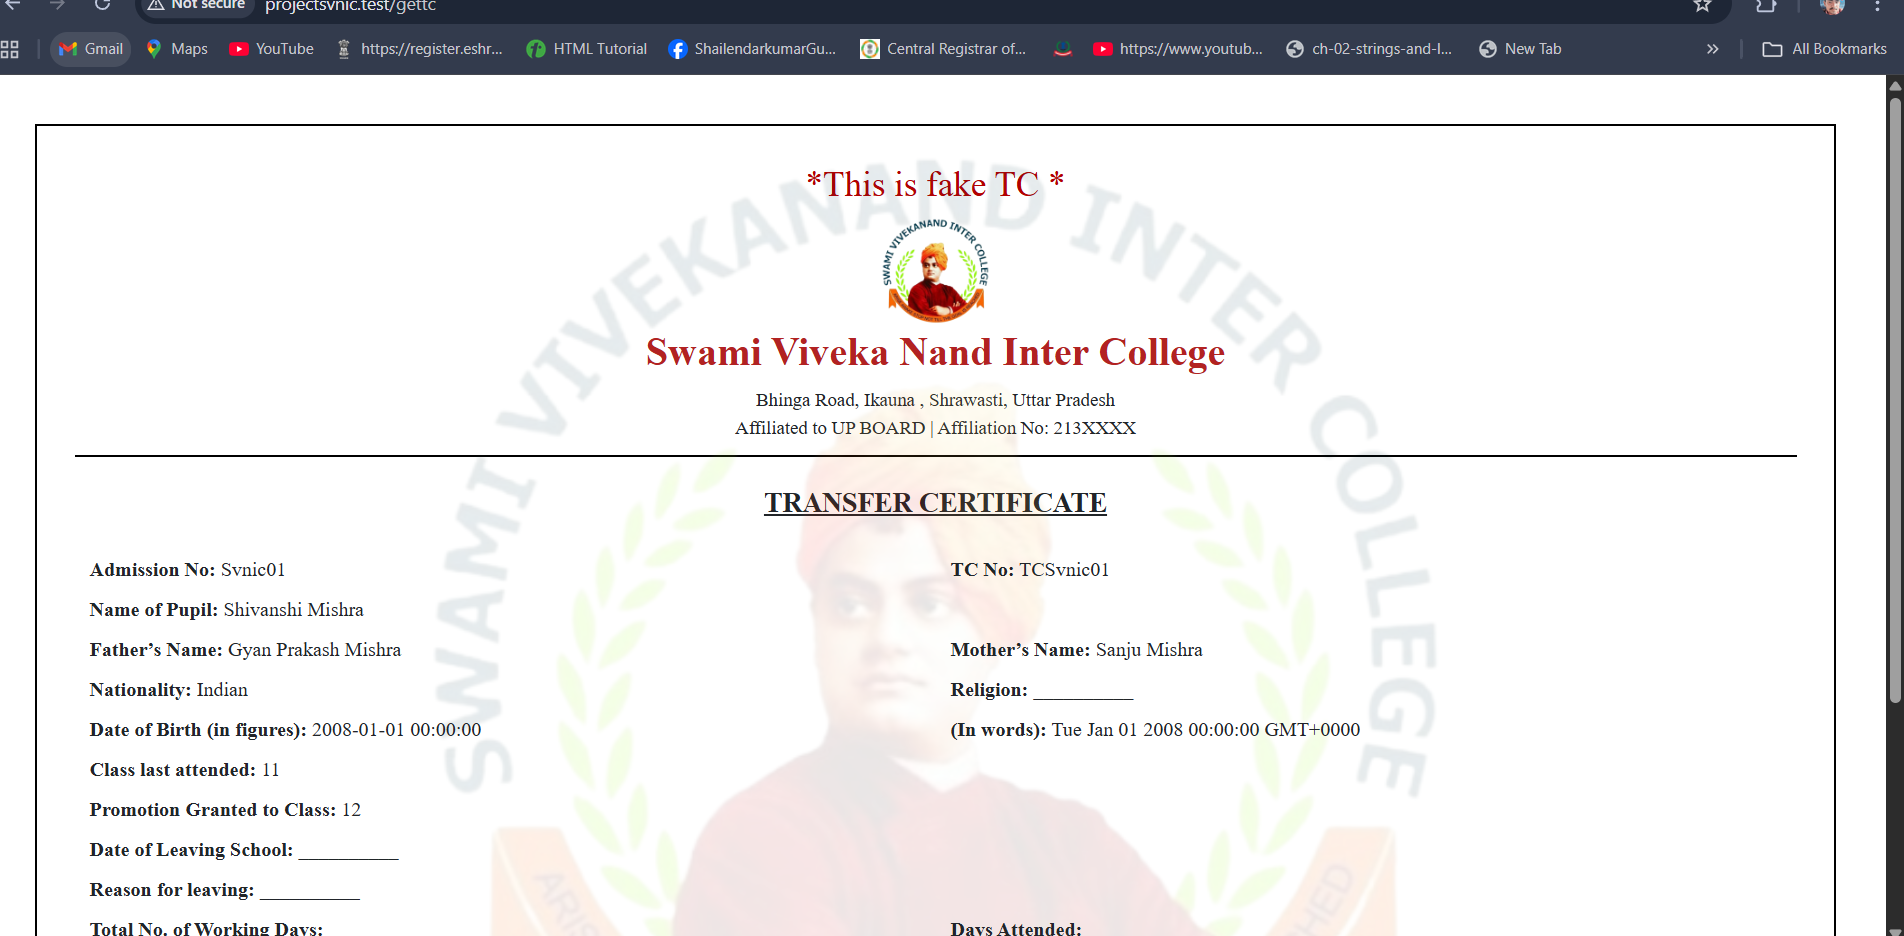 Not secure projectsvnic.test/gettc
Gmail Maps YouTube https://register.eshr... HTML Tutorial ShailendarkumarGu... Central Registrar of... https://www.youtub... ch-02-strings-and-l... New Tab » All Bookmarks
*This is fake TC *
SWAMI VIVEKANAND INTER COLLEGE
Swami Viveka Nand Inter College
Bhinga Road, Ikauna , Shrawasti, Uttar Pradesh
Affiliated to UP BOARD | Affiliation No: 213XXXX
TRANSFER CERTIFICATE
Admission No: Svnic01 TC No: TCSvnic01
Name of Pupil: Shivanshi Mishra
Father’s Name: Gyan Prakash Mishra Mother’s Name: Sanju Mishra
Nationality: Indian Religion: __________
Date of Birth (in figures): 2008-01-01 00:00:00 (In words): Tue Jan 01 2008 00:00:00 GMT+0000
Class last attended: 11
Promotion Granted to Class: 12
Date of Leaving School: __________
Reason for leaving: __________
Total No. of Working Days: Days Attended:
SWAMI VIVEKANAND INTER COLLEGE